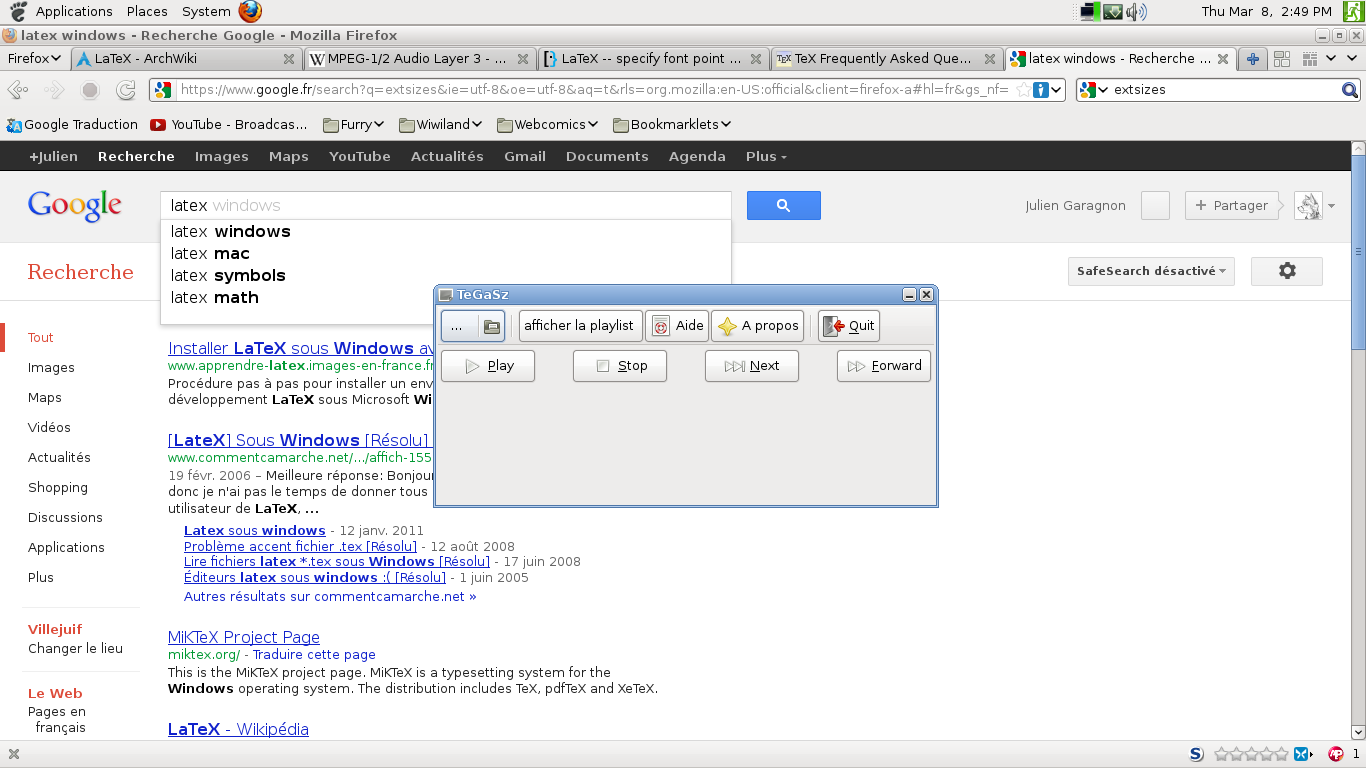 Applications Places System Thu Mar 8, 2:49 PM
latex windows - Recherche Google - Mozilla Firefox
Firefox LaTeX - ArchWiki MPEG-1/2 Audio Layer 3 - ... LaTeX -- specify font point ... TeX Frequently Asked Que... latex windows - Recherche ...
https://www.google.fr/search?q=extsizes&ie=utf-8&oe=utf-8&aq=t&rls=org.mozilla:en-US:official&client=firefox-a#hl=fr&gs_nf= extsizes
Google Traduction YouTube - Broadcas... Furry Wiwiland Webcomics Bookmarklets
+Julien Recherche Images Maps YouTube Actualités Gmail Documents Agenda Plus
Google latex windows Julien Garagnon + Partager
latex windows
latex mac
latex symbols
latex math
Recherche SafeSearch désactivé
TeGaSz
... afficher la playlist Aide A propos Quit
Play Stop Next Forward
Tout
Images
Maps
Vidéos
Actualités
Shopping
Discussions
Applications
Plus
Villejuif
Changer le lieu
Le Web
Pages en
français
Installer LaTeX sous Windows av
www.apprendre-latex.images-en-france.fr
Procédure pas à pas pour installer un env
développement LaTeX sous Microsoft Wi
[LateX] Sous Windows [Résolu]
www.commentcamarche.net/.../affich-155
19 févr. 2006 – Meilleure réponse: Bonjour
donc je n'ai pas le temps de donner tous
utilisateur de LaTeX, ...
Latex sous windows - 12 janv. 2011
Problème accent fichier .tex [Résolu] - 12 août 2008
Lire fichiers latex *.tex sous Windows [Résolu] - 17 juin 2008
Éditeurs latex sous windows :( [Résolu] - 1 juin 2005
Autres résultats sur commentcamarche.net »
MiKTeX Project Page
miktex.org/ - Traduire cette page
This is the MiKTeX project page. MiKTeX is a typesetting system for the
Windows operating system. The distribution includes TeX, pdfTeX and XeTeX.
LaTeX - Wikipédia
1